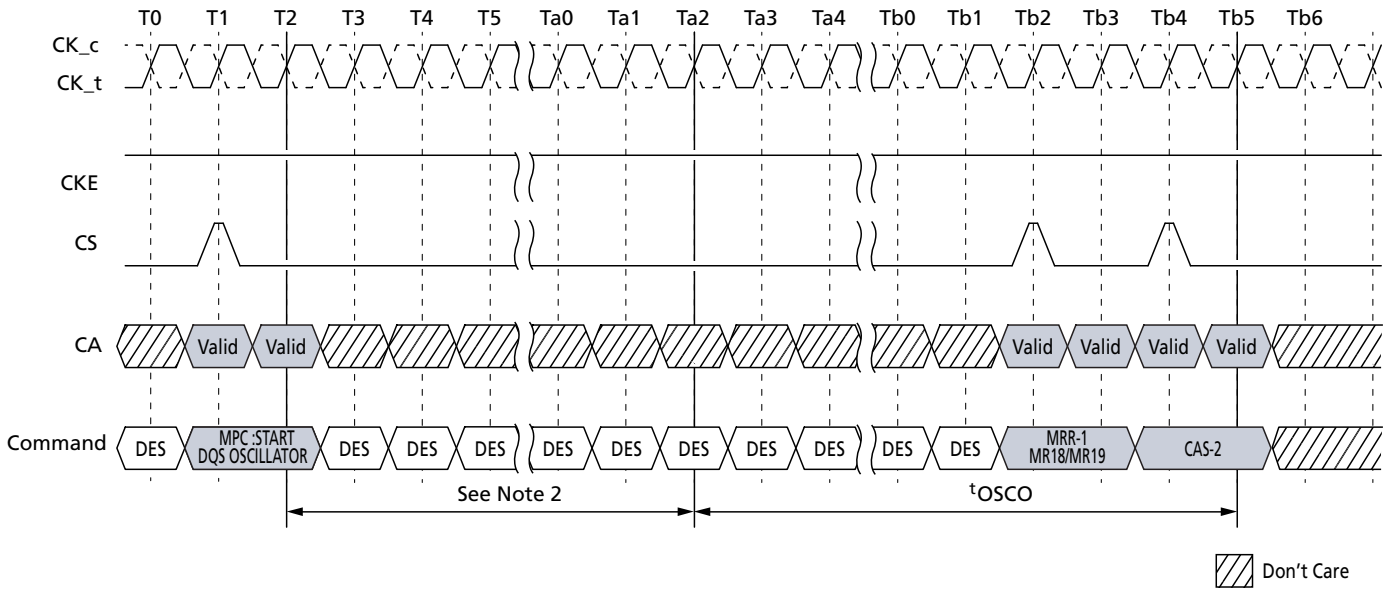 T0 T1 T2 T3 T4 T5 Ta0 Ta1 Ta2 Ta3 Ta4 Tb0 Tb1 Tb2 Tb3 Tb4 Tb5 Tb6
CK_c
CK_t
CKE
CS
CA Valid Valid Valid Valid Valid Valid
Command DES MPC :START DES DES DES DES DES DES DES DES DES DES MRR-1 CAS-2
DQS OSCILLATOR MR18/MR19
See Note 2 tOSCO
Don't Care